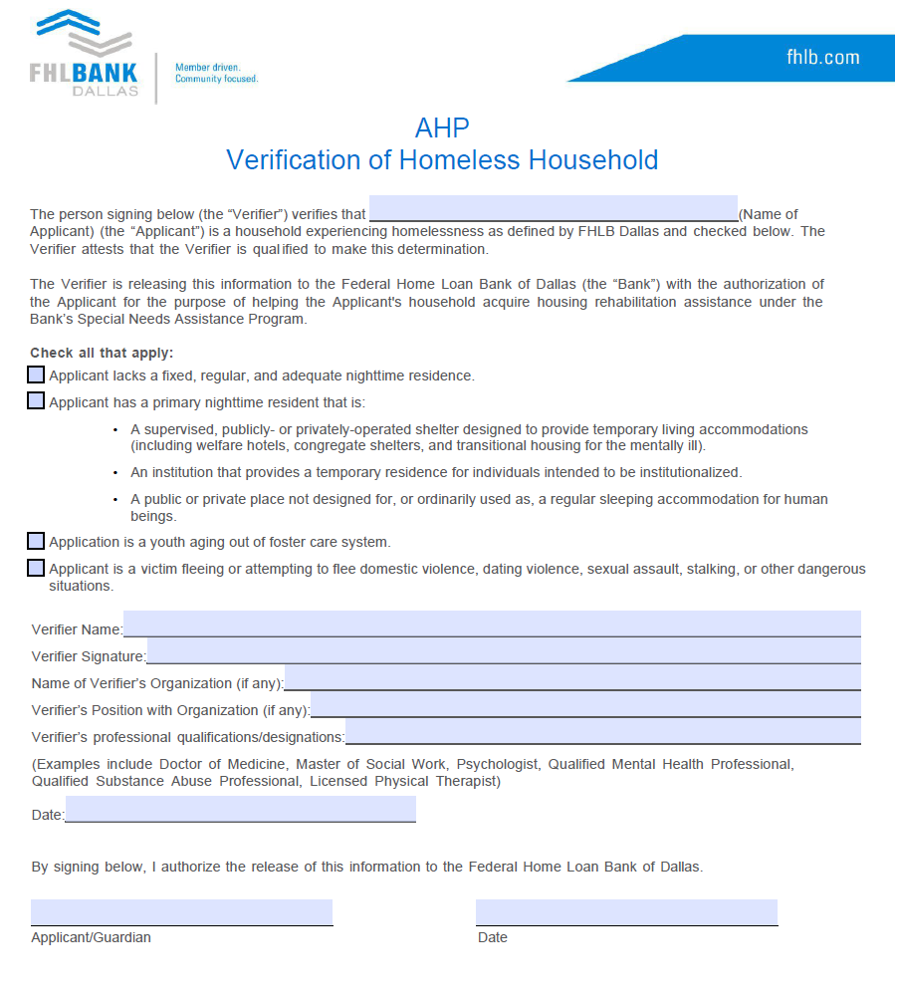 FHLBANK
DALLAS
Member driven.
Community focused.
fhlb.com
AHP
Verification of Homeless Household
The person signing below (the “Verifier”) verifies that (Name of
Applicant) (the “Applicant”) is a household experiencing homelessness as defined by FHLB Dallas and checked below. The
Verifier attests that the Verifier is qualified to make this determination.
The Verifier is releasing this information to the Federal Home Loan Bank of Dallas (the “Bank”) with the authorization of
the Applicant for the purpose of helping the Applicant's household acquire housing rehabilitation assistance under the
Bank’s Special Needs Assistance Program.
Check all that apply:
Applicant lacks a fixed, regular, and adequate nighttime residence.
Applicant has a primary nighttime resident that is:
• A supervised, publicly- or privately-operated shelter designed to provide temporary living accommodations
(including welfare hotels, congregate shelters, and transitional housing for the mentally ill).
• An institution that provides a temporary residence for individuals intended to be institutionalized.
• A public or private place not designed for, or ordinarily used as, a regular sleeping accommodation for human
beings.
Application is a youth aging out of foster care system.
Applicant is a victim fleeing or attempting to flee domestic violence, dating violence, sexual assault, stalking, or other dangerous
situations.
Verifier Name:
Verifier Signature:
Name of Verifier’s Organization (if any):
Verifier’s Position with Organization (if any):
Verifier’s professional qualifications/designations:
(Examples include Doctor of Medicine, Master of Social Work, Psychologist, Qualified Mental Health Professional,
Qualified Substance Abuse Professional, Licensed Physical Therapist)
Date:
By signing below, I authorize the release of this information to the Federal Home Loan Bank of Dallas.
Applicant/Guardian
Date